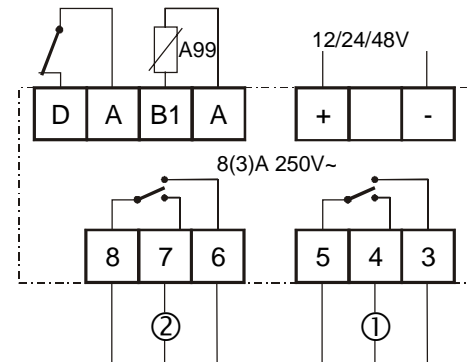 A99
12/24/48V
D A B1 A + -
8(3)A 250V~
8 7 6 5 4 3
② ①